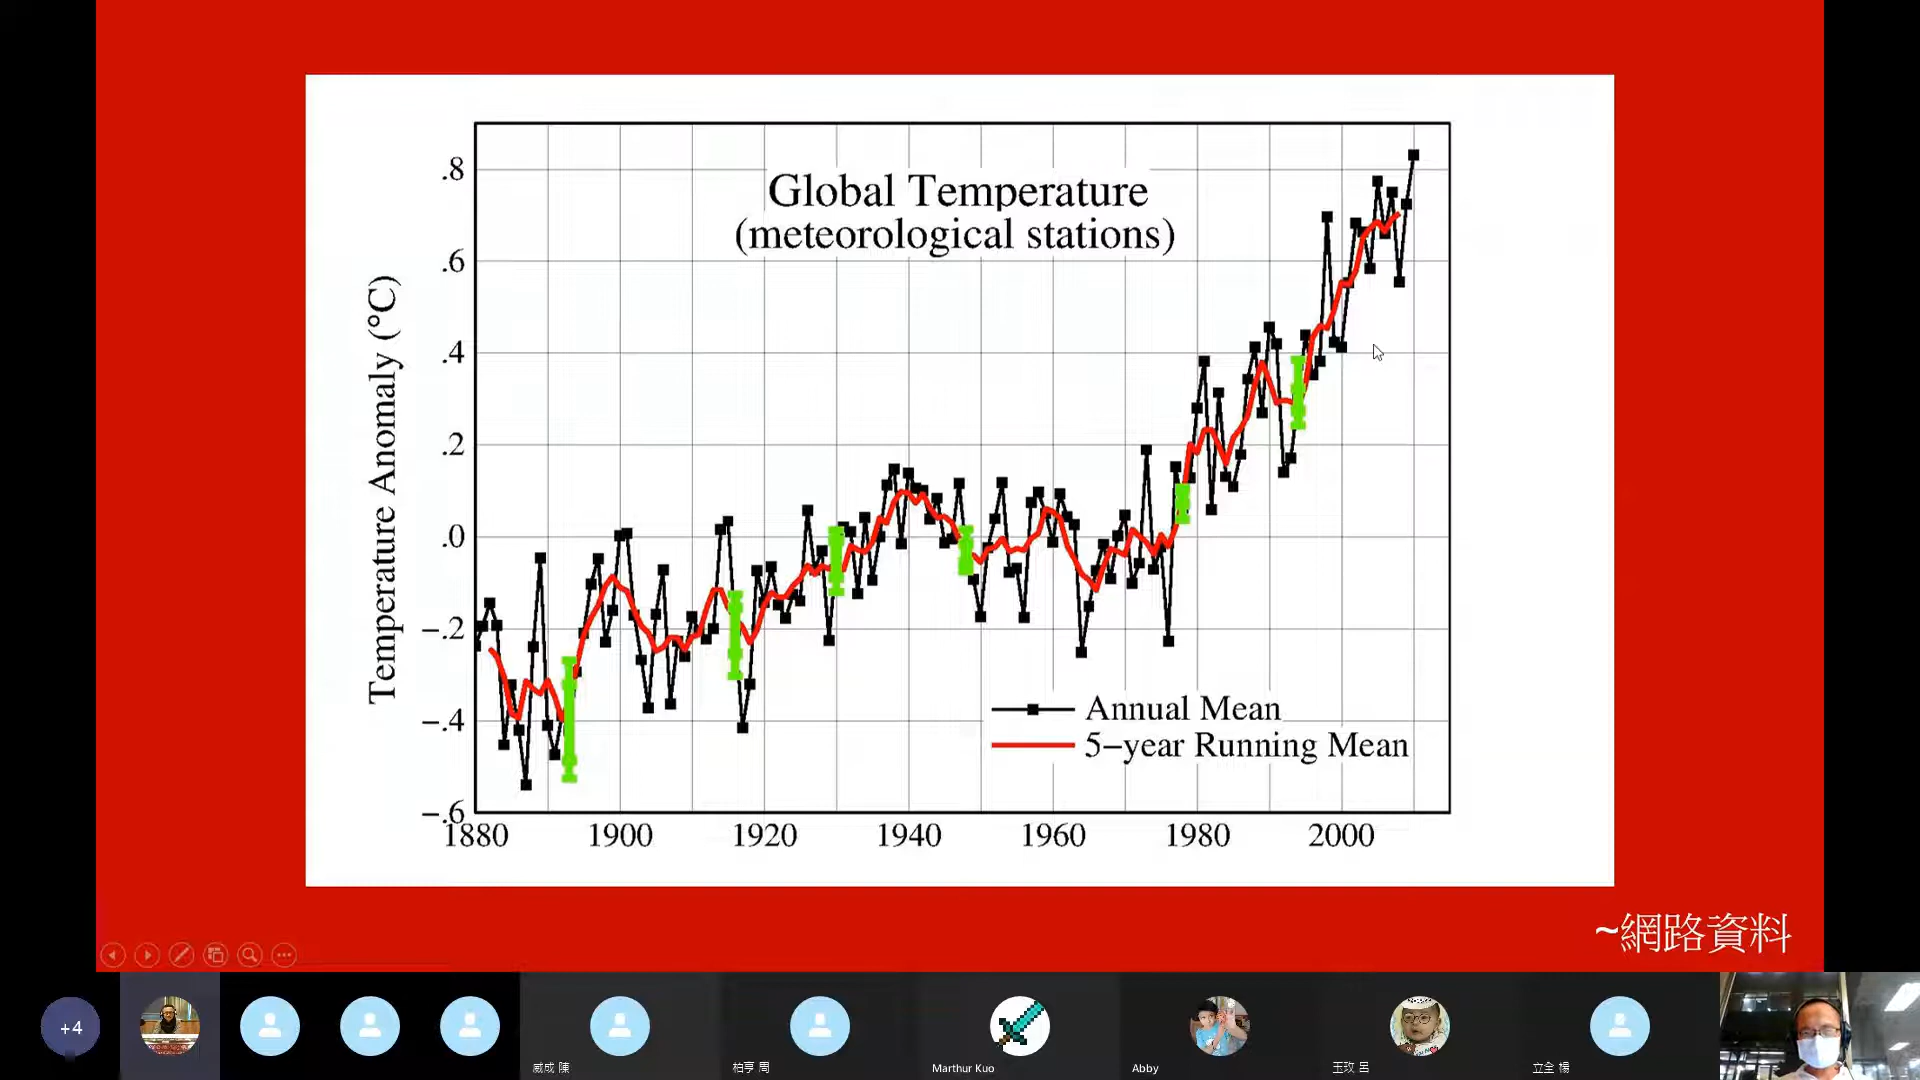 Global Temperature
(meteorological stations)
Temperature Anomaly (°C)
.8
.6
.4
.2
.0
−.2
−.4
−.6
Annual Mean
5−year Running Mean
1880 1900 1920 1940 1960 1980 2000
~網路資料
+4
威成 陳
柏亨 周
Marthur Kuo
Abby
玉玫 呂
立全 楊